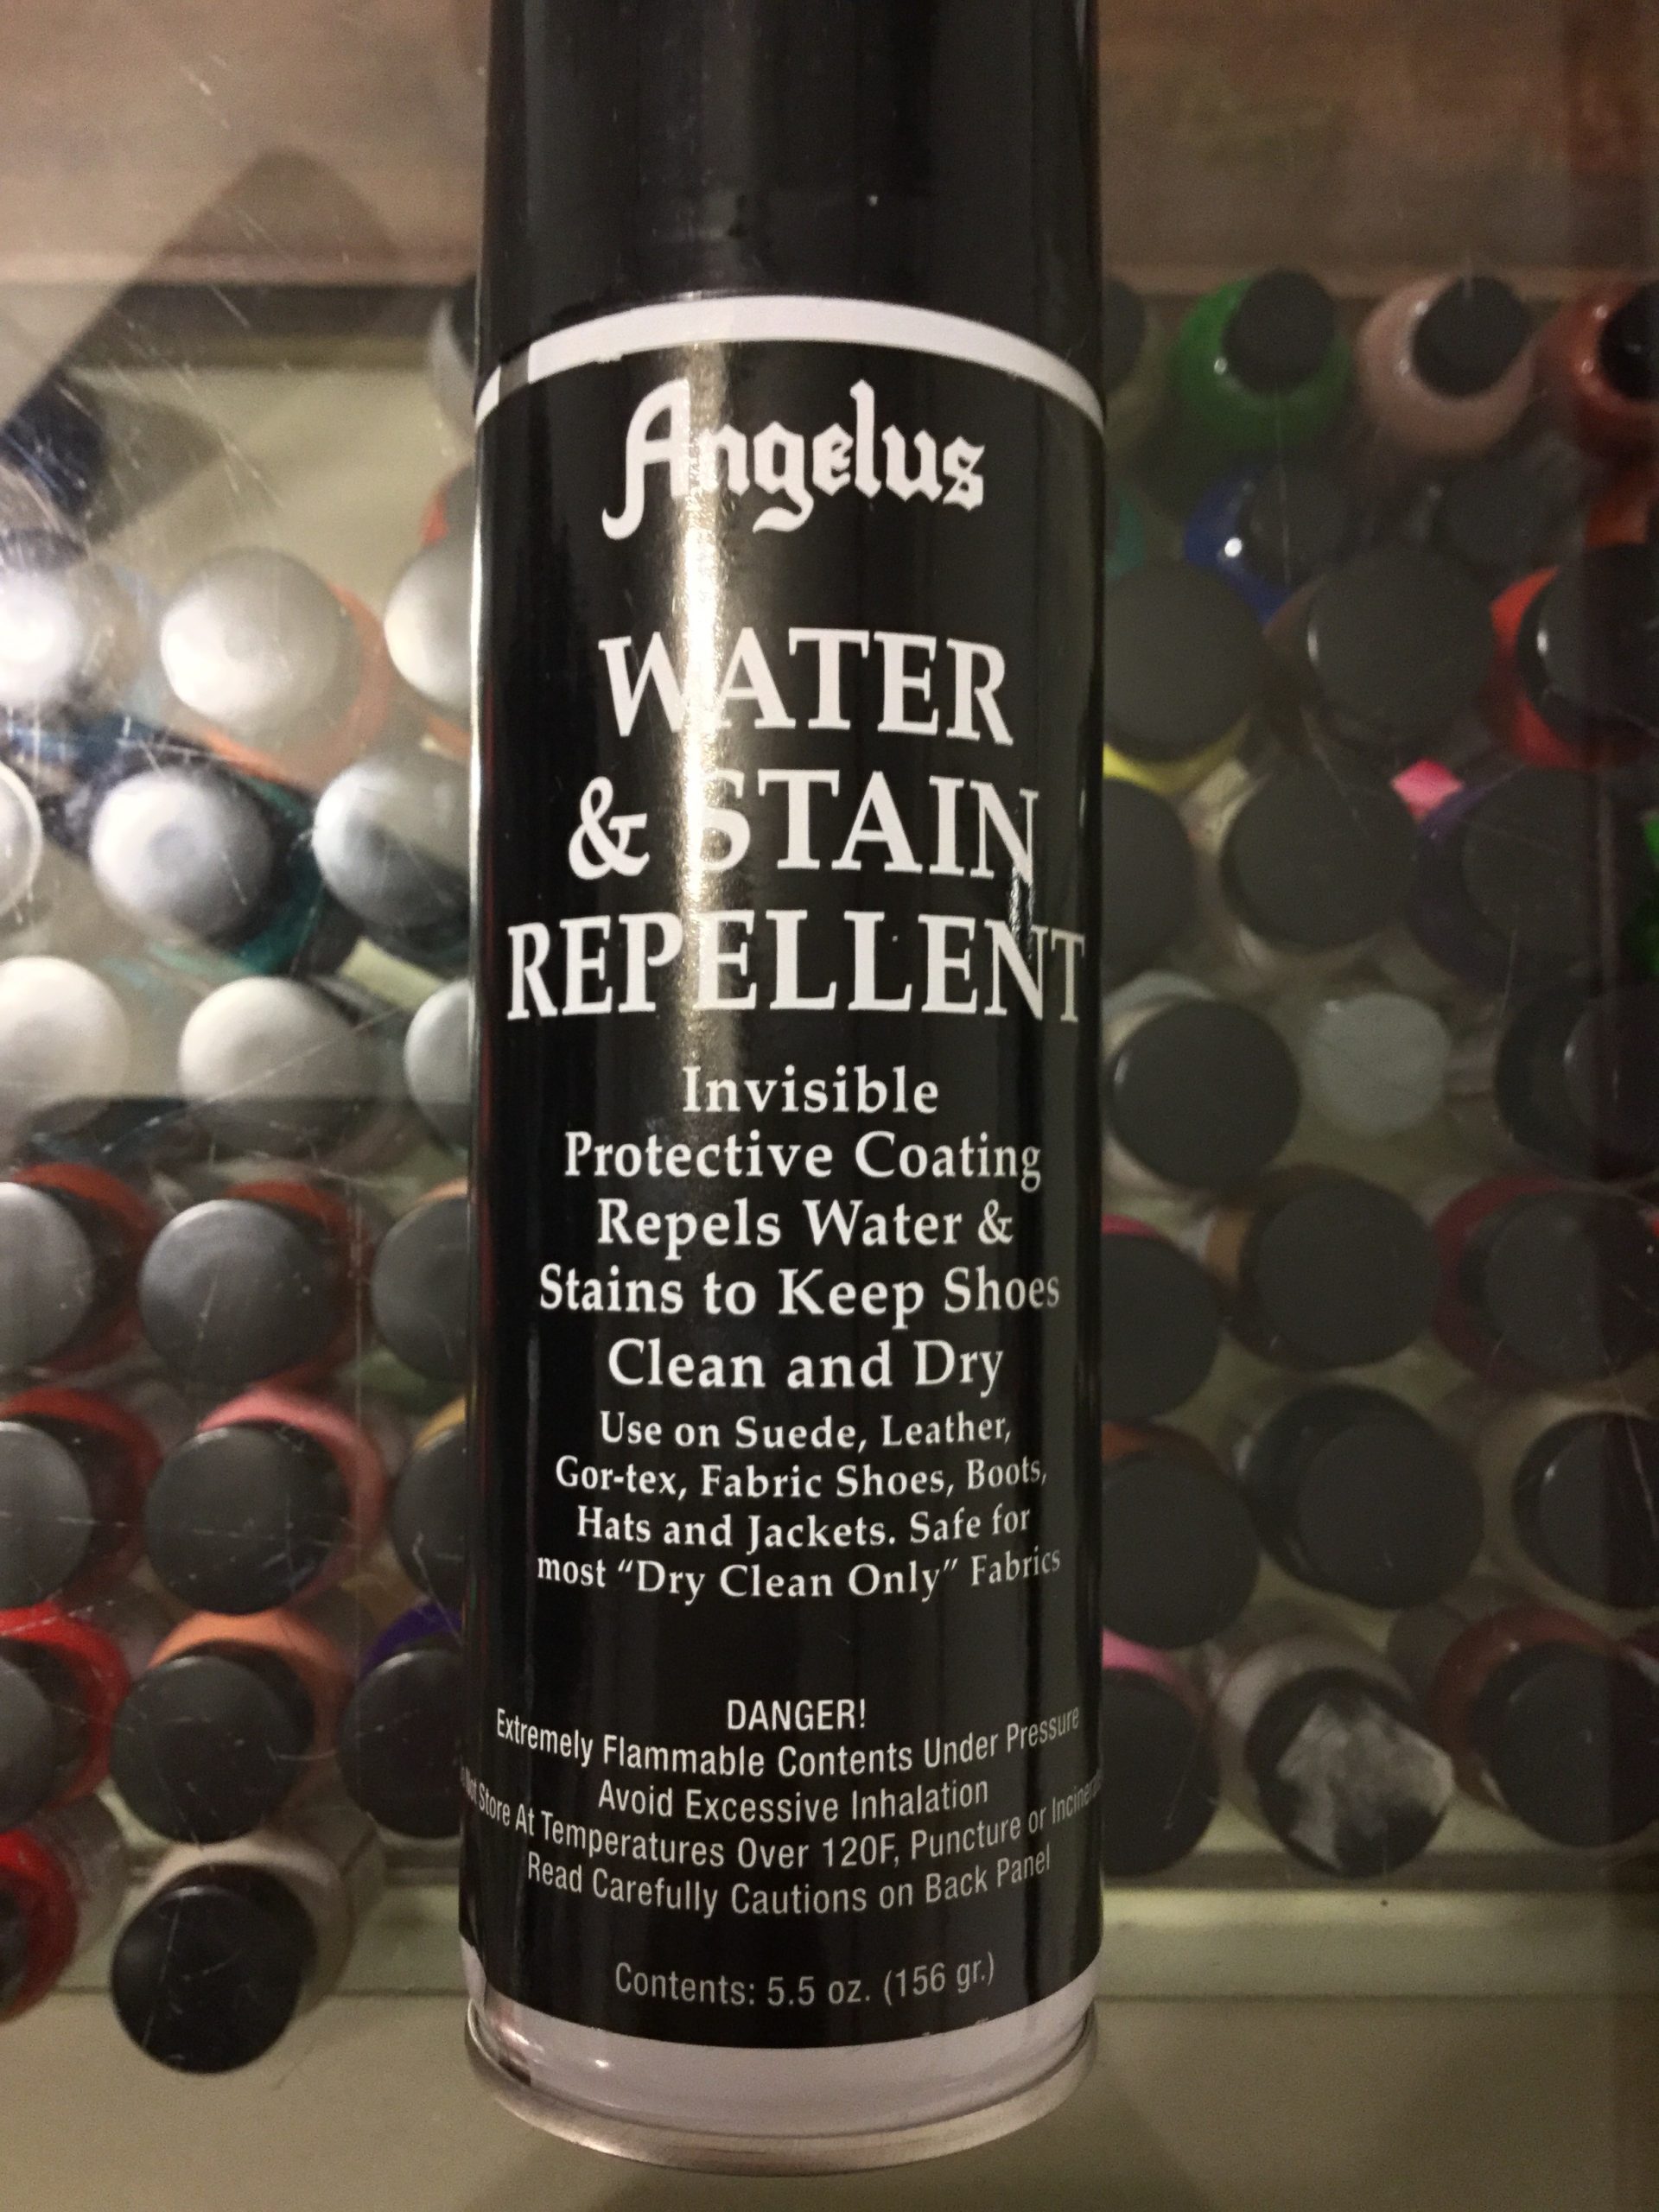 Angelus
WATER
& STAIN
REPELLENT
Invisible
Protective Coating
Repels Water &
Stains to Keep Shoes
Clean and Dry
Use on Suede, Leather,
Gor-tex, Fabric Shoes, Boots,
Hats and Jackets. Safe for
most “Dry Clean Only” Fabrics
DANGER!
Extremely Flammable Contents Under Pressure
Avoid Excessive Inhalation
Not Store At Temperatures Over 120F, Puncture or
Read Carefully Cautions on Back Panel
Contents: 5.5 oz. (156 gr.)